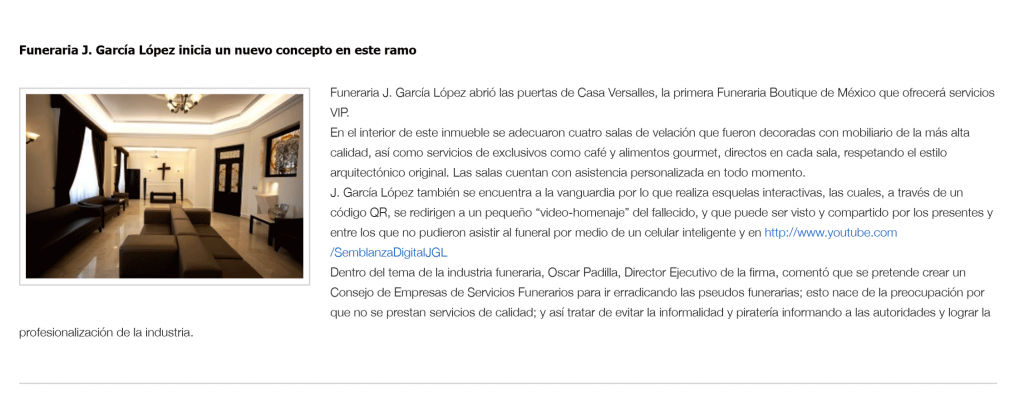 Funeraria J. García López inicia un nuevo concepto en este ramo
Funeraria J. García López abrió las puertas de Casa Versalles, la primera Funeraria Boutique de México que ofrecerá servicios
VIP.
En el interior de este inmueble se adecuaron cuatro salas de velación que fueron decoradas con mobiliario de la más alta
calidad, así como servicios de exclusivos como café y alimentos gourmet, directos en cada sala, respetando el estilo
arquitectónico original. Las salas cuentan con asistencia personalizada en todo momento.
J. García López también se encuentra a la vanguardia por lo que realiza esquelas interactivas, las cuales, a través de un
código QR, se redirigen a un pequeño “video-homenaje” del fallecido, y que puede ser visto y compartido por los presentes y
entre los que no pudieron asistir al funeral por medio de un celular inteligente y en http://www.youtube.com
/SemblanzaDigitalJGL
Dentro del tema de la industria funeraria, Oscar Padilla, Director Ejecutivo de la firma, comentó que se pretende crear un
Consejo de Empresas de Servicios Funerarios para ir erradicando las pseudos funerarias; esto nace de la preocupación por
que no se prestan servicios de calidad; y así tratar de evitar la informalidad y piratería informando a las autoridades y lograr la
profesionalización de la industria.